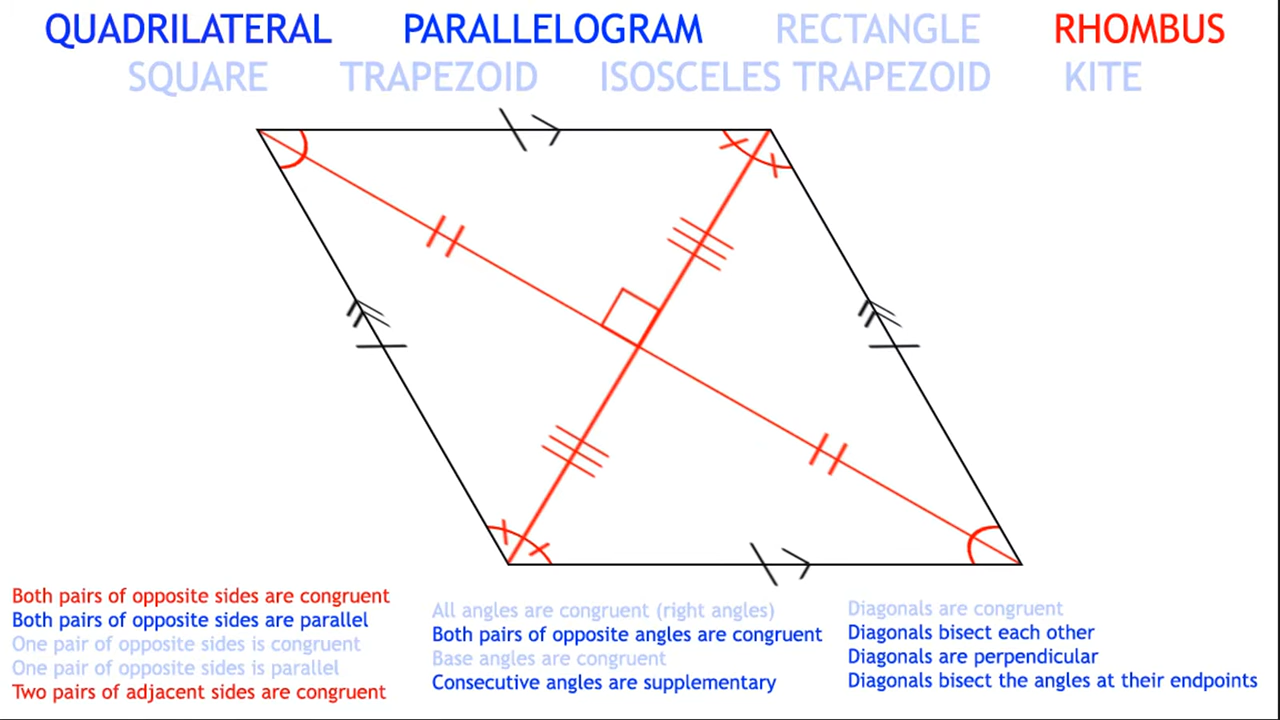 QUADRILATERAL PARALLELOGRAM RECTANGLE RHOMBUS
SQUARE TRAPEZOID ISOSCELES TRAPEZOID KITE
Both pairs of opposite sides are congruent
Both pairs of opposite sides are parallel
One pair of opposite sides is congruent
One pair of opposite sides is parallel
Two pairs of adjacent sides are congruent
All angles are congruent (right angles)
Both pairs of opposite angles are congruent
Base angles are congruent
Consecutive angles are supplementary
Diagonals are congruent
Diagonals bisect each other
Diagonals are perpendicular
Diagonals bisect the angles at their endpoints